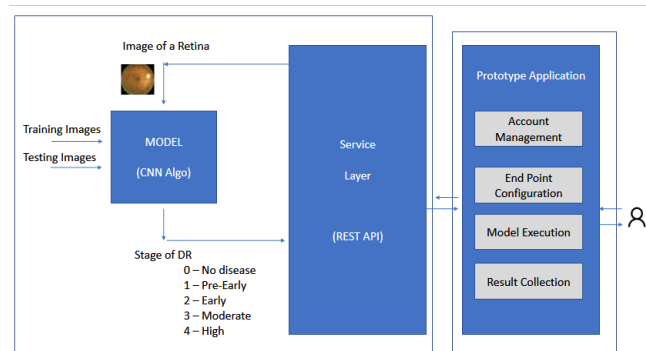 Image of a Retina
Training Images
Testing Images
MODEL
(CNN Algo)
Stage of DR
0 – No disease
1 – Pre-Early
2 – Early
3 – Moderate
4 – High
Service
Layer
(REST API)
Prototype Application
Account
Management
End Point
Configuration
Model Execution
Result Collection